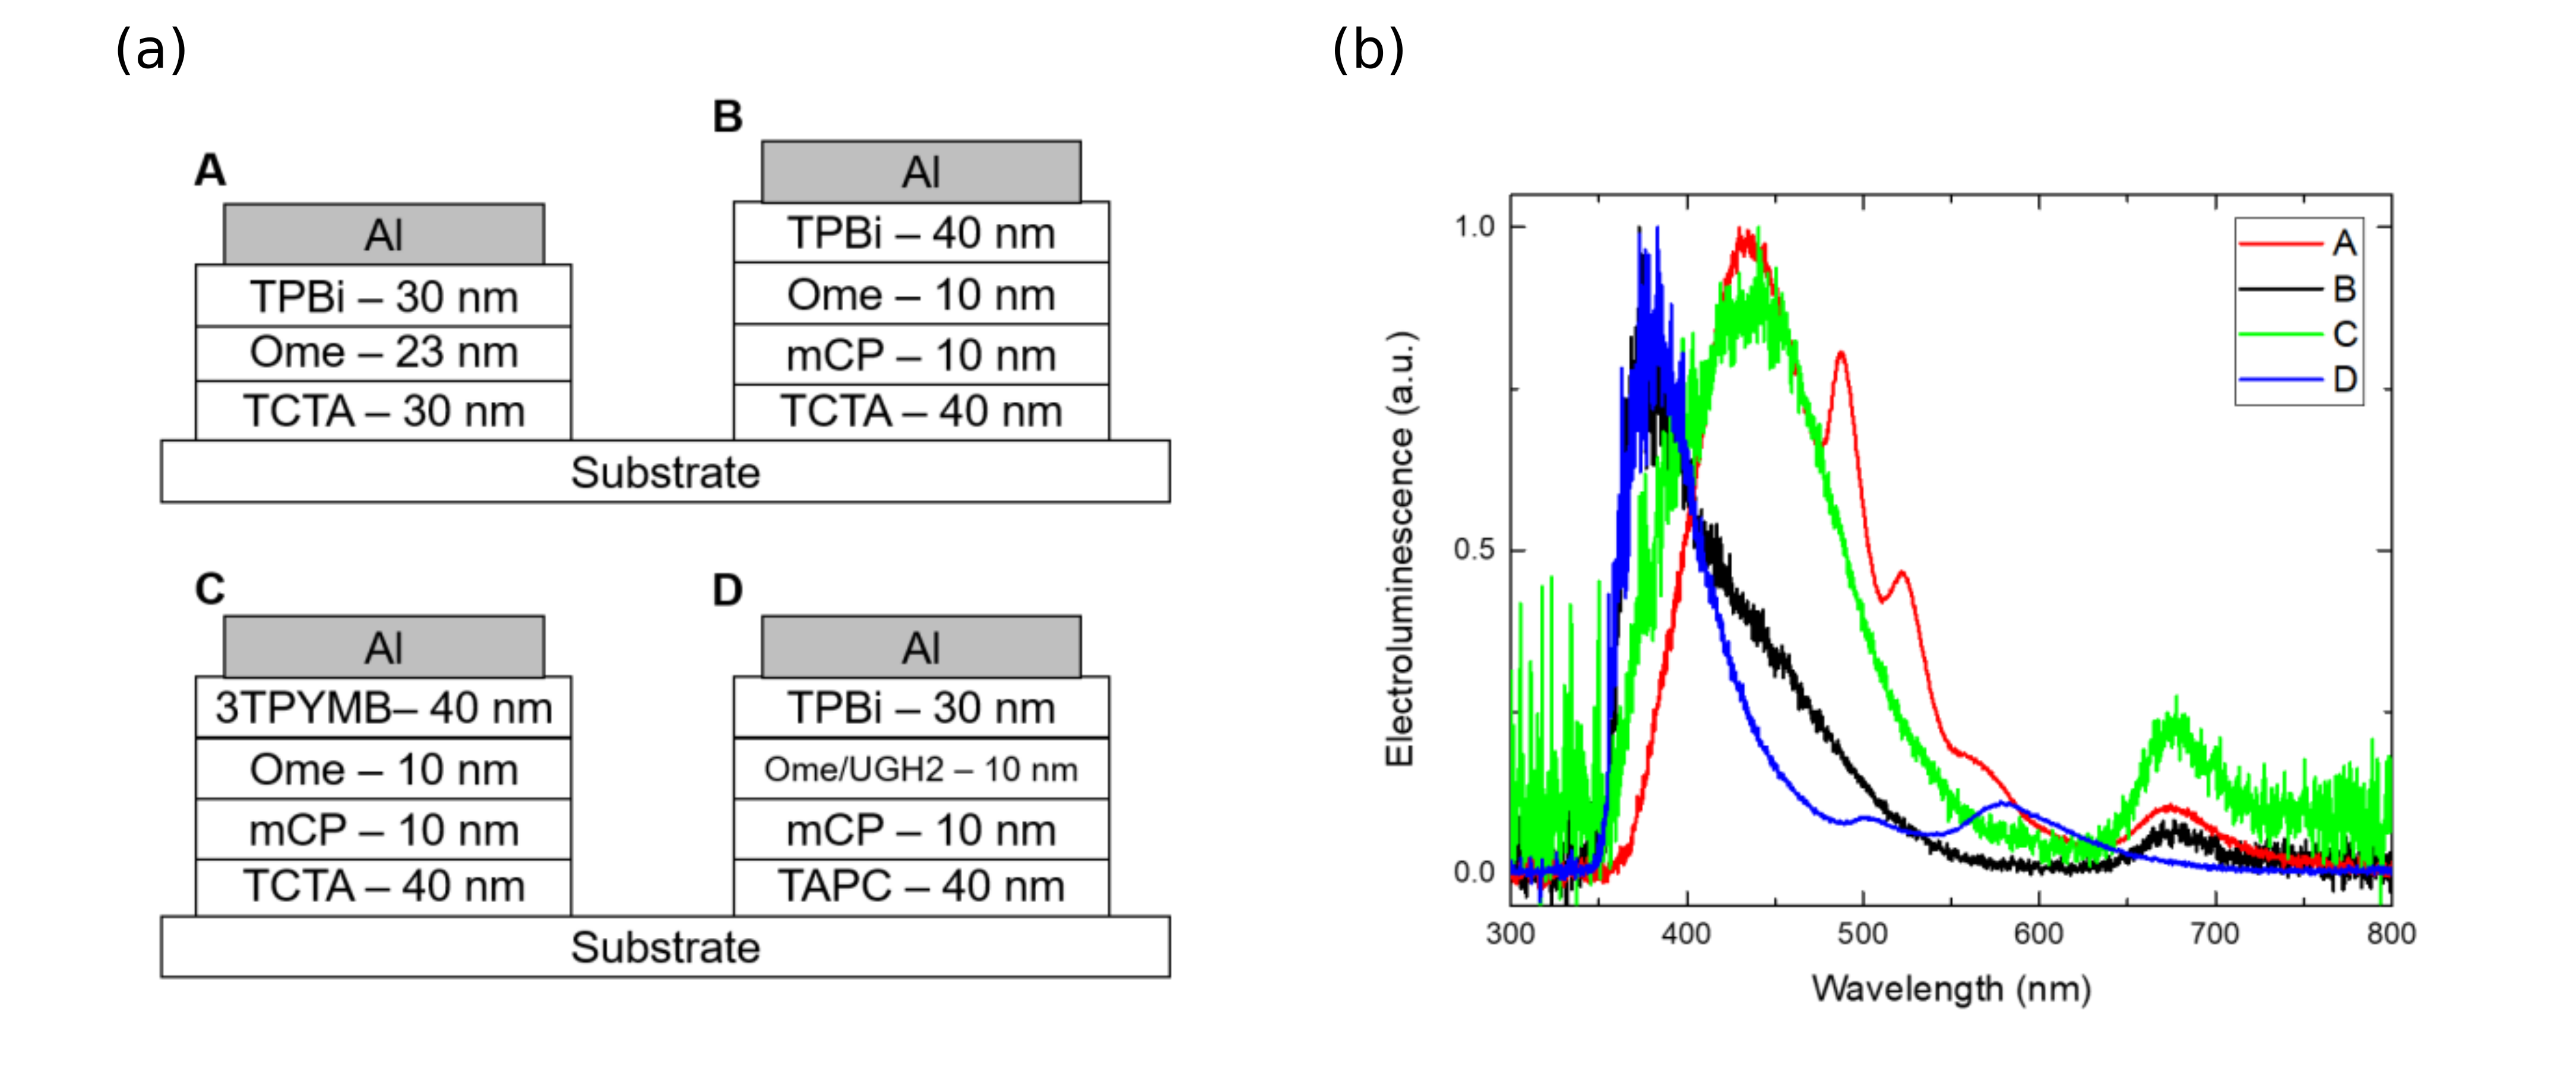 (a)
A
Al
TPBi – 30 nm
Ome – 23 nm
TCTA – 30 nm
B
Al
TPBi – 40 nm
Ome – 10 nm
mCP – 10 nm
TCTA – 40 nm
Substrate
C
Al
3TPYMB– 40 nm
Ome – 10 nm
mCP – 10 nm
TCTA – 40 nm
D
Al
TPBi – 30 nm
Ome/UGH2 – 10 nm
mCP – 10 nm
TAPC – 40 nm
Substrate
(b)
Electroluminescence (a.u.)
1.0
0.5
0.0
A
B
C
D
300 400 500 600 700 800
Wavelength (nm)